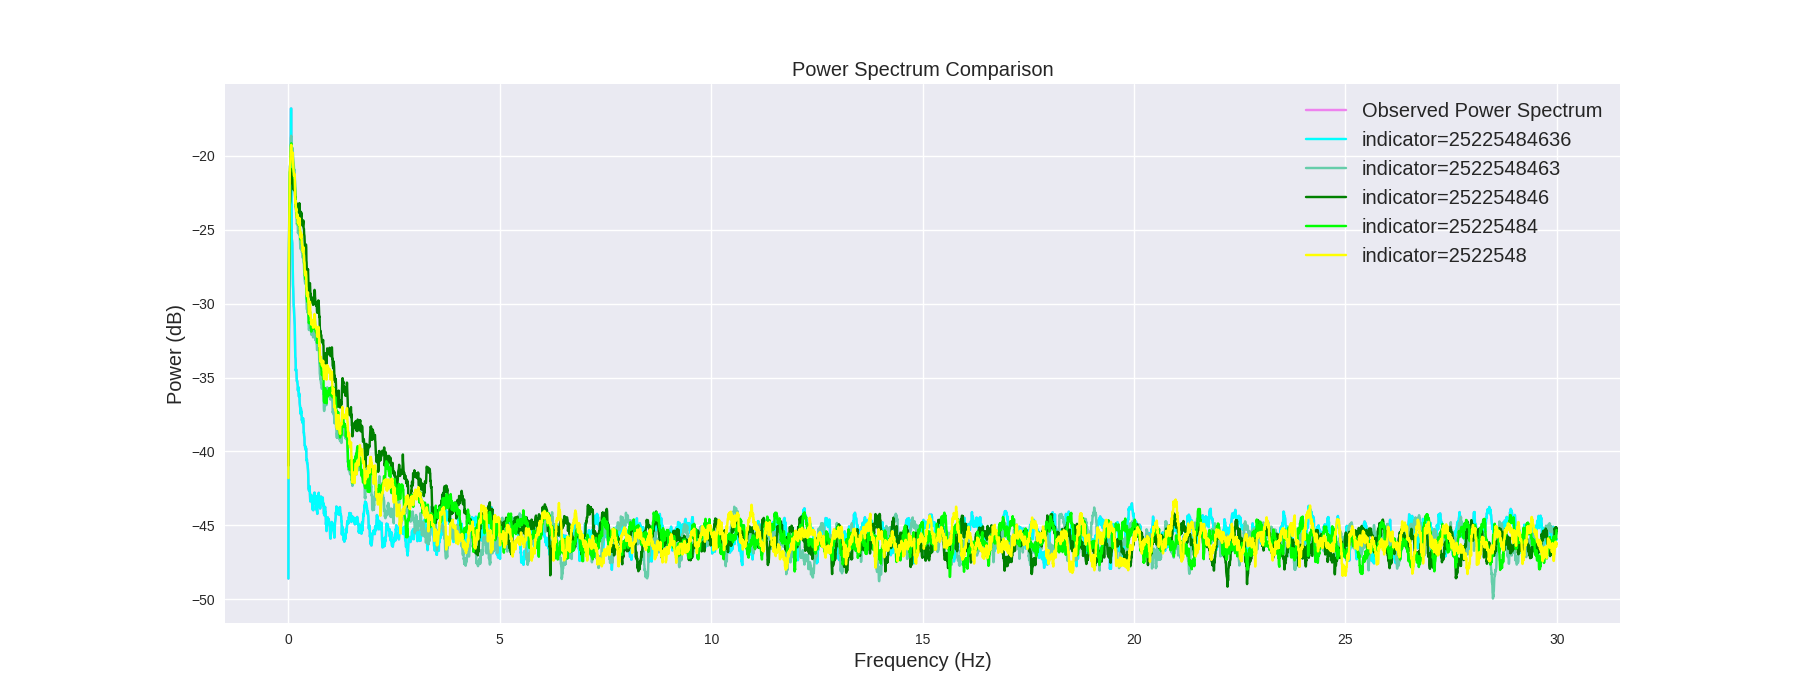 Power Spectrum Comparison
Observed Power Spectrum
indicator=25225484636
indicator=2522548463
indicator=252254846
indicator=25225484
indicator=2522548
Power (dB)
−20
−25
−30
−35
−40
−45
−50
0 5 10 15 20 25 30
Frequency (Hz)